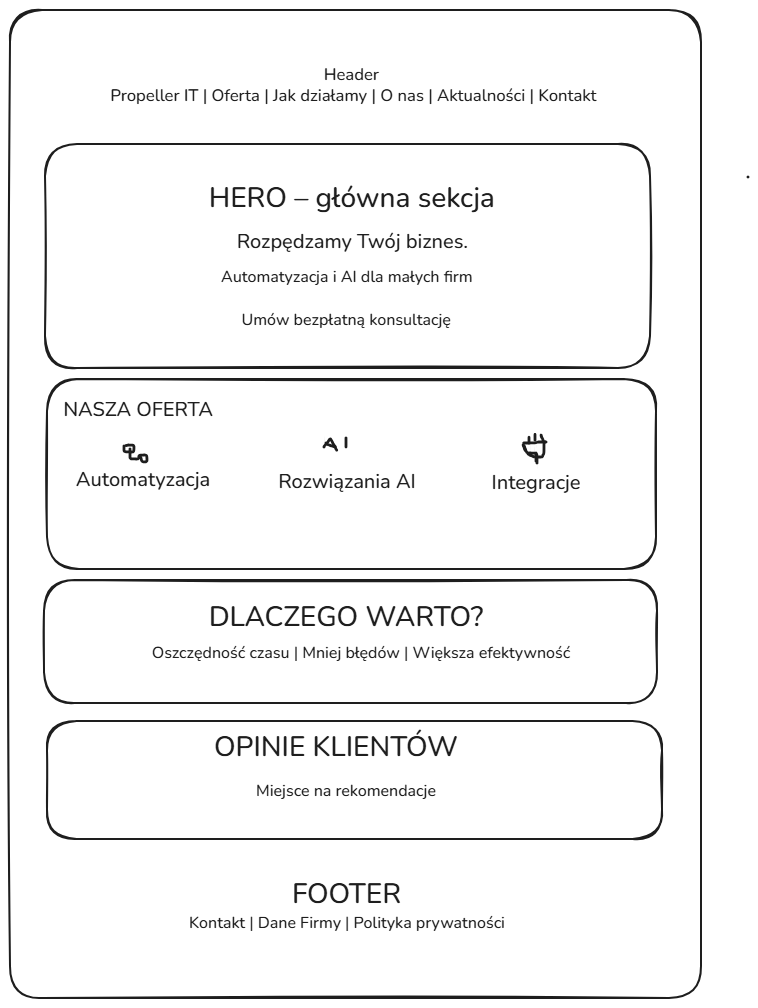 Header
Propeller IT | Oferta | Jak działamy | O nas | Aktualności | Kontakt
HERO – główna sekcja
Rozpędzamy Twój biznes.
Automatyzacja i AI dla małych firm
Umów bezpłatną konsultację
NASZA OFERTA
AI
Automatyzacja
Rozwiązania AI
Integracje
DLACZEGO WARTO?
Oszczędność czasu | Mniej błędów | Większa efektywność
OPINIE KLIENTÓW
Miejsce na rekomendacje
FOOTER
Kontakt | Dane Firmy | Polityka prywatności